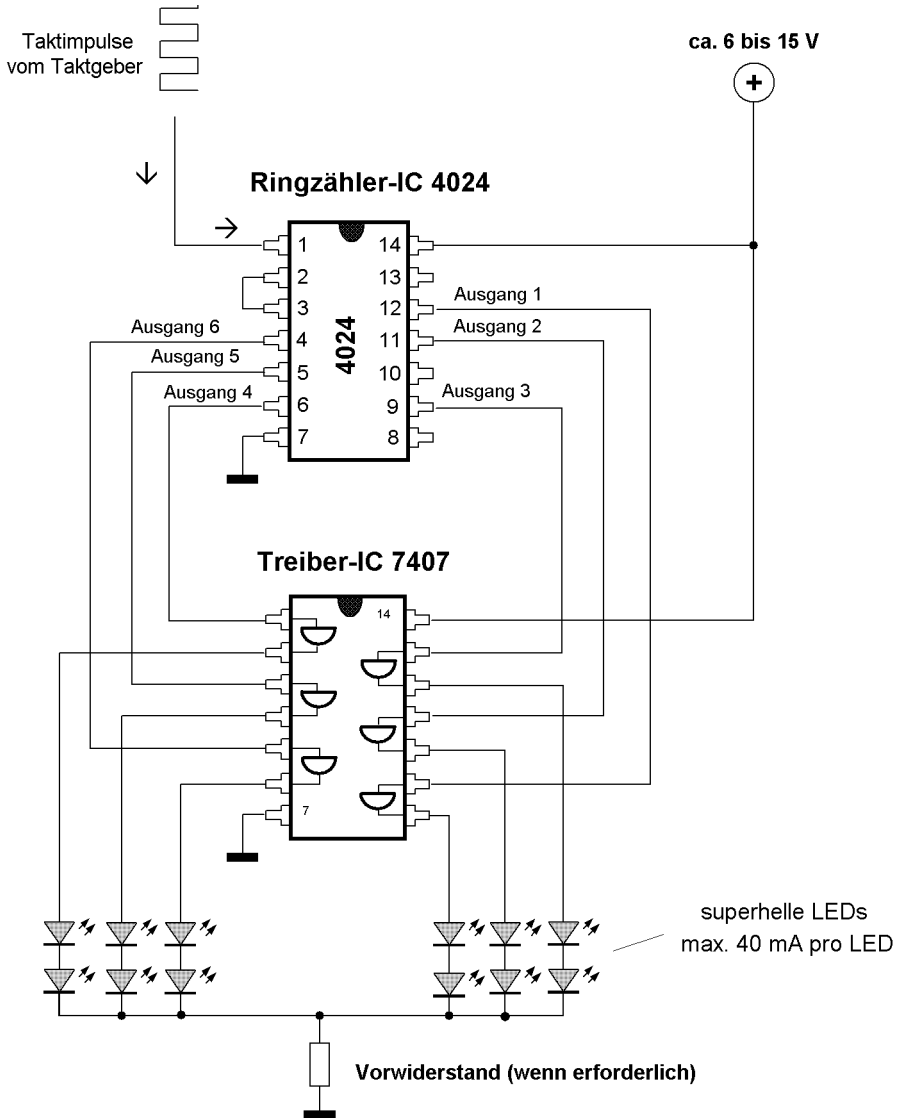 Taktimpulse
vom Taktgeber
ca. 6 bis 15 V
+
Ringzähler-IC 4024
1
2
3
4
5
6
7
14
13
12
11
10
9
8
4024
Ausgang 1
Ausgang 2
Ausgang 3
Ausgang 6
Ausgang 5
Ausgang 4
Treiber-IC 7407
14
7
superhelle LEDs
max. 40 mA pro LED
Vorwiderstand (wenn erforderlich)